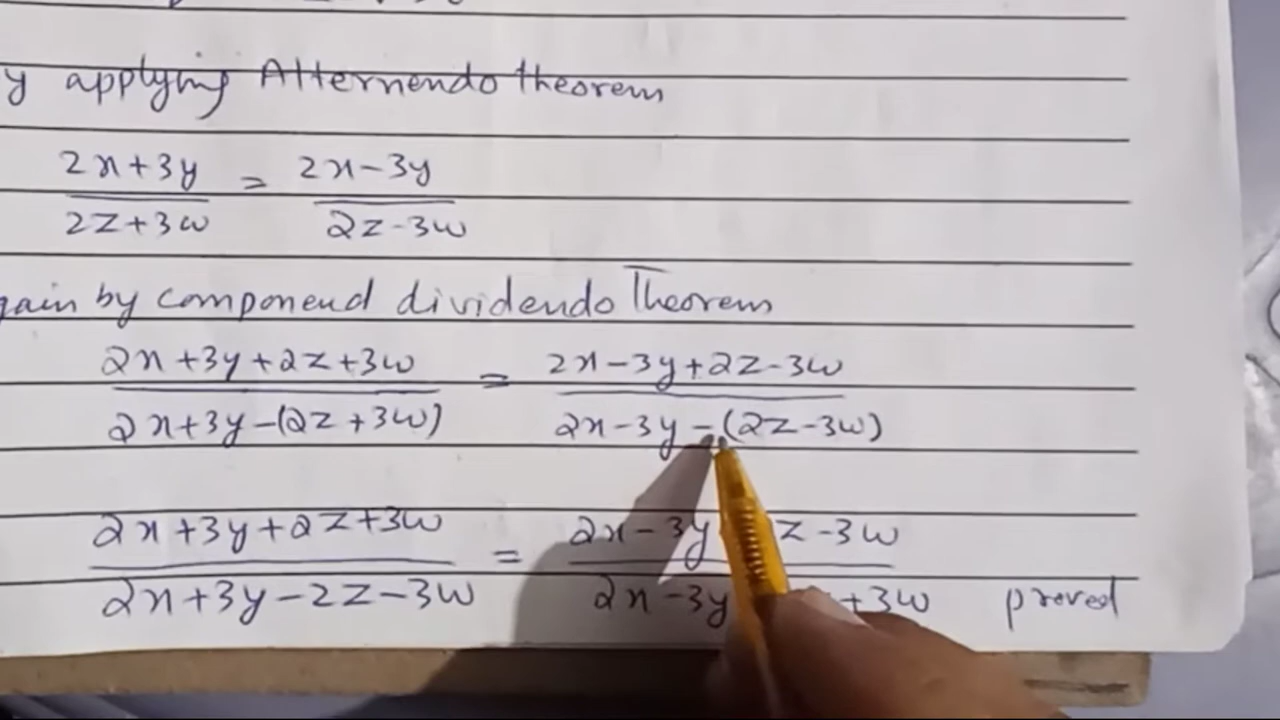 y applying Alternendo theorem
2x+3y / 2z+3w = 2x-3y / 2z-3w
gain by componend dividendo Theorem
2x+3y+2z+3w / 2x+3y-(2z+3w) = 2x-3y+2z-3w / 2x-3y-(2z-3w)
2x+3y+2z+3w / 2x+3y-2z-3w = 2x-3y z-3w / 2x-3y +3w proved